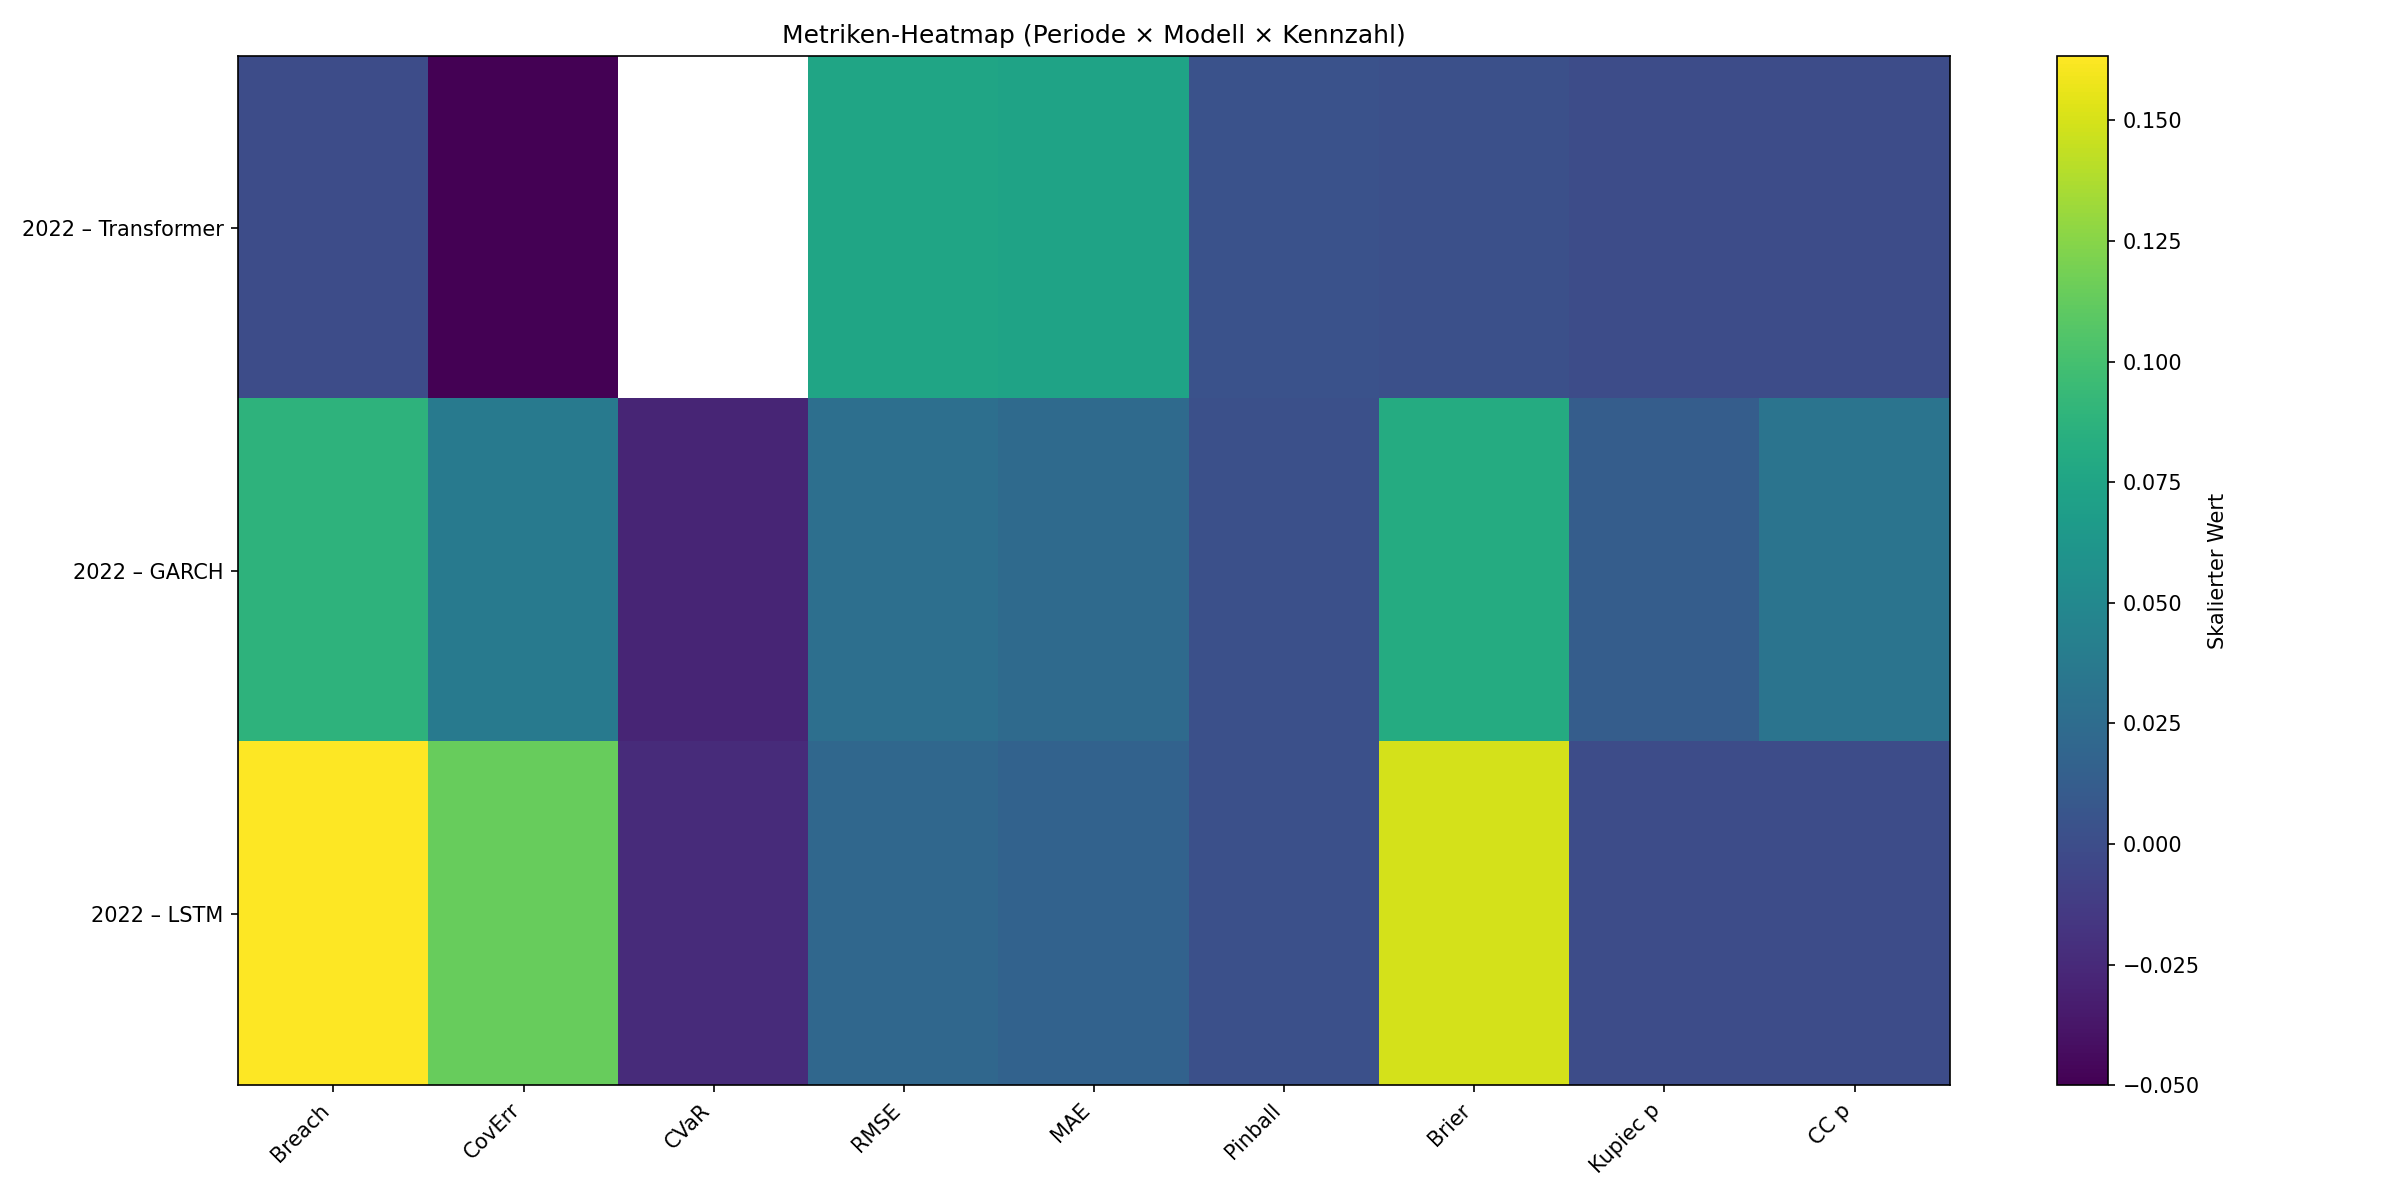 Metriken-Heatmap (Periode × Modell × Kennzahl)
2022 – Transformer
2022 – GARCH
2022 – LSTM
Breach
CovErr
CVaR
RMSE
MAE
Pinball
Brier
Kupiec p
CC p
0.150
0.125
0.100
0.075
0.050
0.025
0.000
−0.025
−0.050
Skalierter Wert